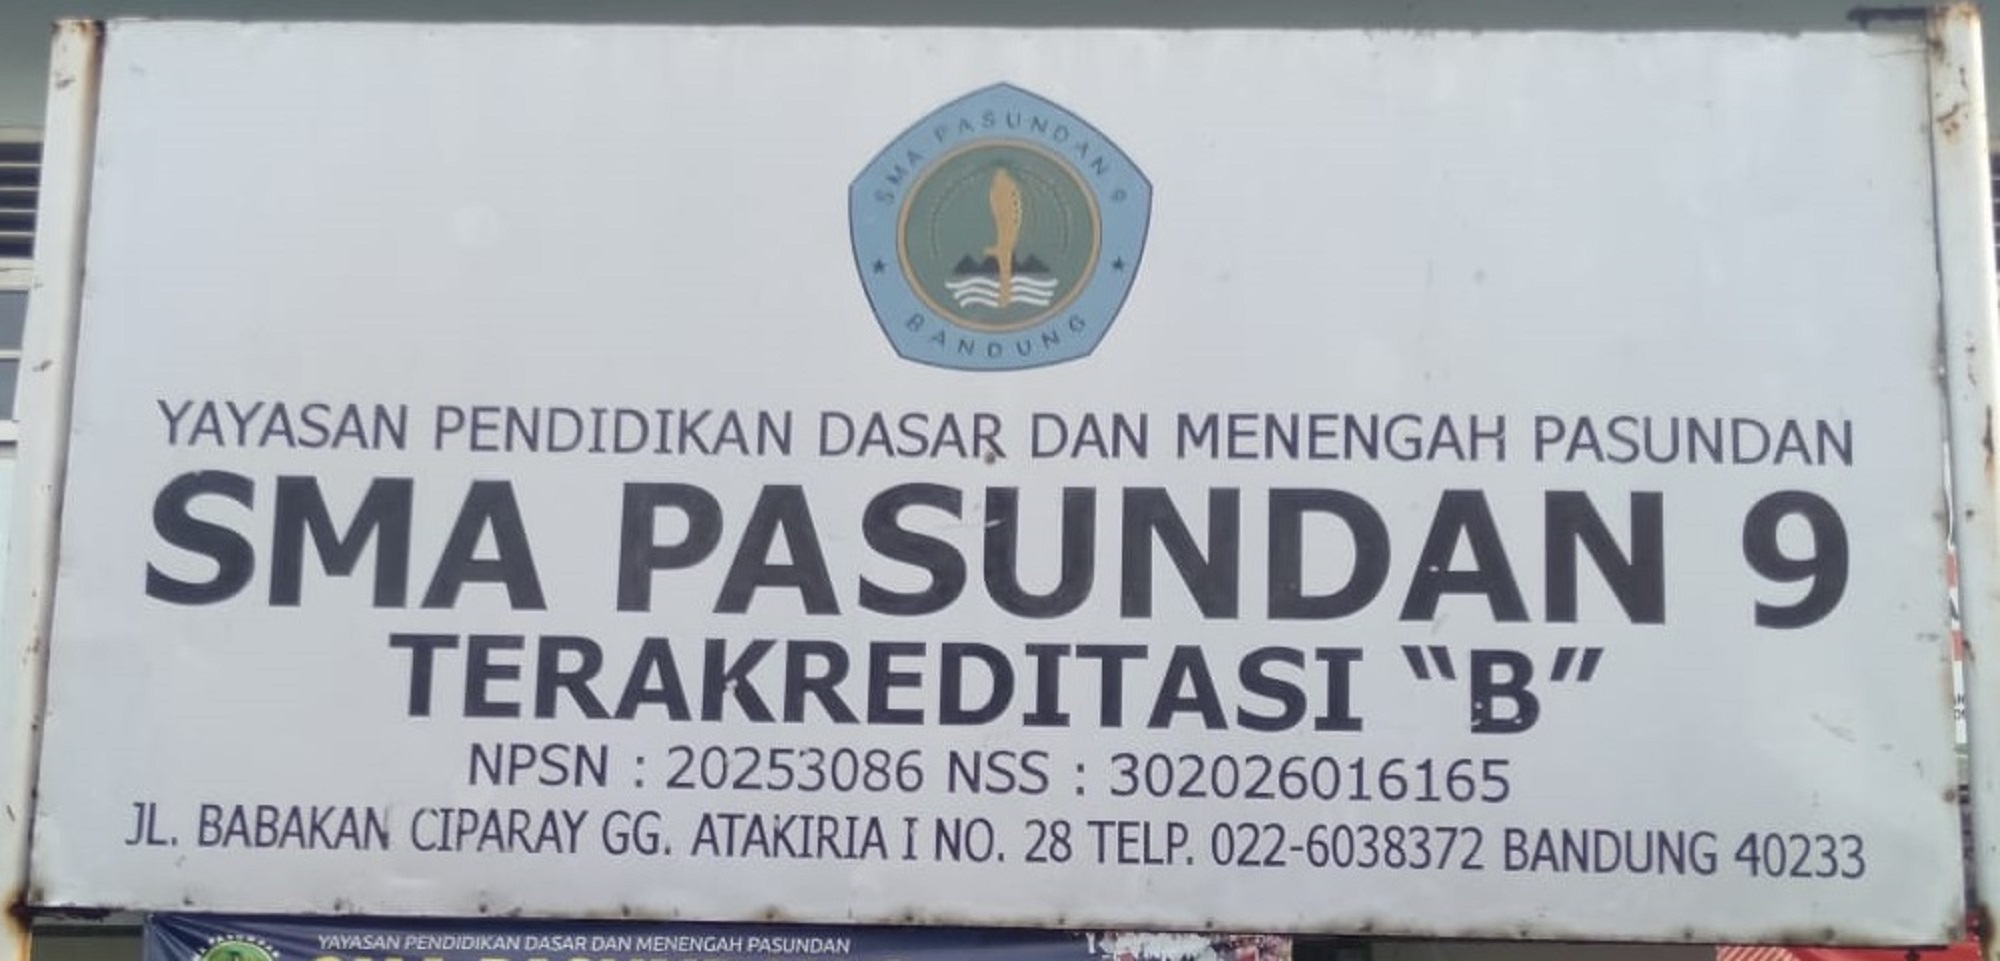 SMA PASUNDAN 9
BANDUNG
YAYASAN PENDIDIKAN DASAR DAN MENENGAH PASUNDAN
SMA PASUNDAN 9
TERAKREDITASI “B”
NPSN : 20253086 NSS : 302026016165
JL. BABAKAN CIPARAY GG. ATAKIRIA I NO. 28 TELP. 022-6038372 BANDUNG 40233
YAYASAN PENDIDIKAN DASAR DAN MENENGAH PASUNDAN